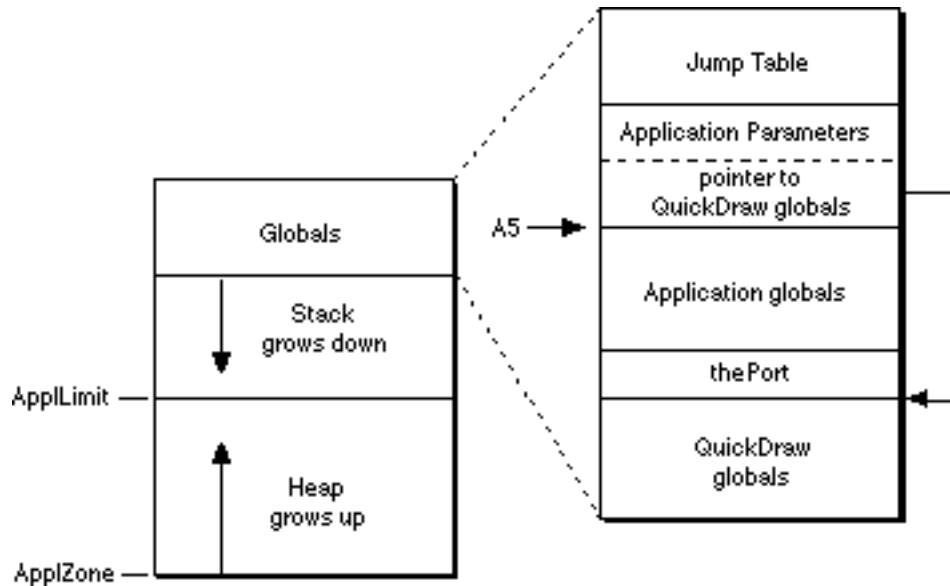 Globals
Stack
grows down
ApplLimit
Heap
grows up
ApplZone
Jump Table
Application Parameters
pointer to
QuickDraw globals
A5
Application globals
thePort
QuickDraw
globals